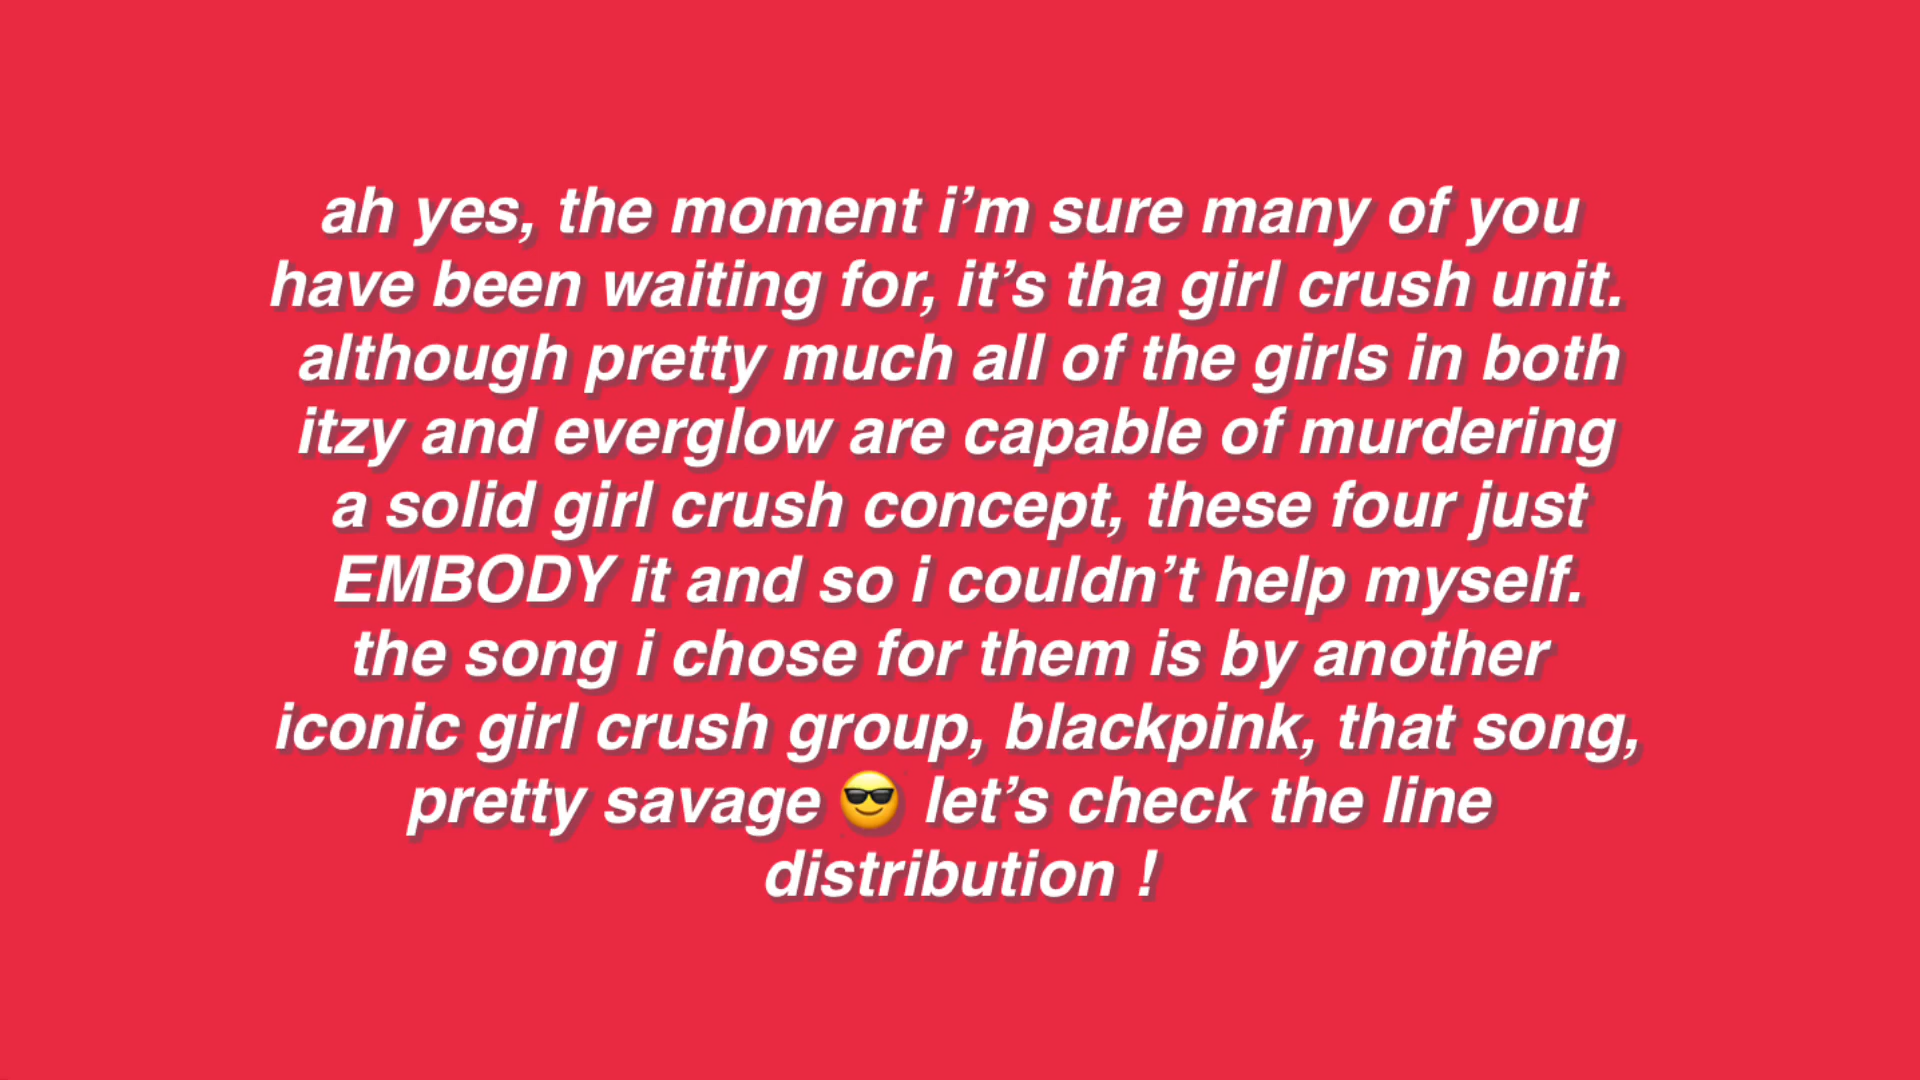 ah yes, the moment i’m sure many of you
have been waiting for, it’s tha girl crush unit.
although pretty much all of the girls in both
itzy and everglow are capable of murdering
a solid girl crush concept, these four just
EMBODY it and so i couldn’t help myself.
the song i chose for them is by another
iconic girl crush group, blackpink, that song,
pretty savage 😎 let’s check the line
distribution !